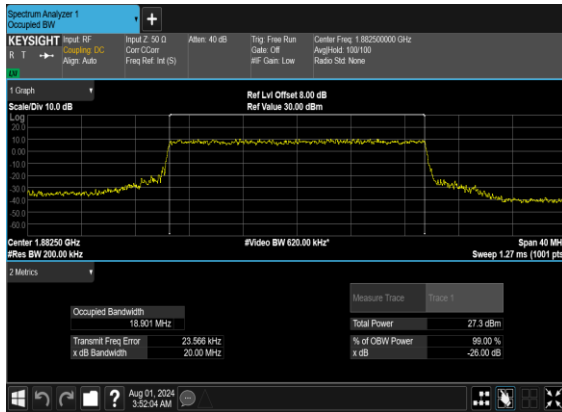 Spectrum Analyzer 1
Occupied BW
+
KEYSIGHT Input: RF Input Z: 50 Ω Atten: 40 dB Trig: Free Run Center Freq: 1.882500000 GHz
R T Coupling: DC Corr CCorr Gate: Off Avg|Hold: 100/100
Align: Auto Freq Ref: Int (S) #IF Gain: Low Radio Std: None
LXI
1 Graph Ref Lvl Offset 8.00 dB
Scale/Div 10.0 dB Ref Value 30.00 dBm
Log
20.0
10.0
0.00
-10.0
-20.0
-30.0
-40.0
-50.0
-60.0
Center 1.88250 GHz #Video BW 620.00 kHz* Span 40 MH
#Res BW 200.00 kHz Sweep 1.27 ms (1001 pts
2 Metrics
Measure Trace Trace 1
Occupied Bandwidth
18.901 MHz Total Power 27.3 dBm
Transmit Freq Error 23.566 kHz % of OBW Power 99.00 %
x dB Bandwidth 20.00 MHz x dB -26.00 dB
? Aug 01, 2024
3:52:04 AM